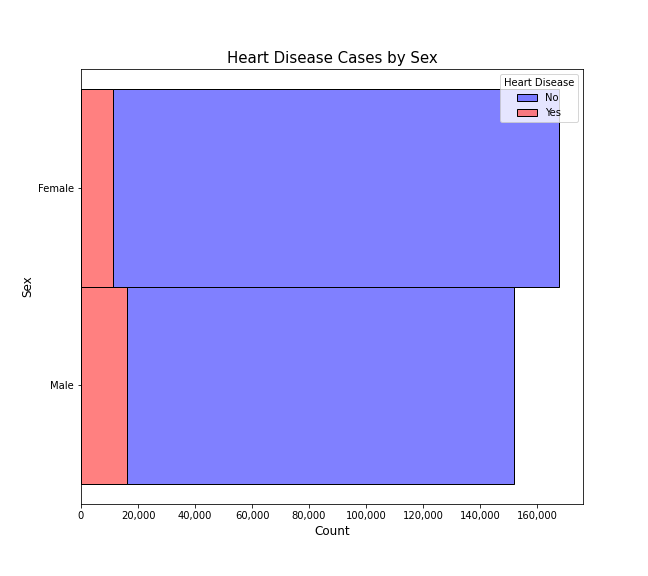 Heart Disease Cases by Sex
Heart Disease
No
Yes
Female
Male
Sex
0
20,000
40,000
60,000
80,000
100,000
120,000
140,000
160,000
Count